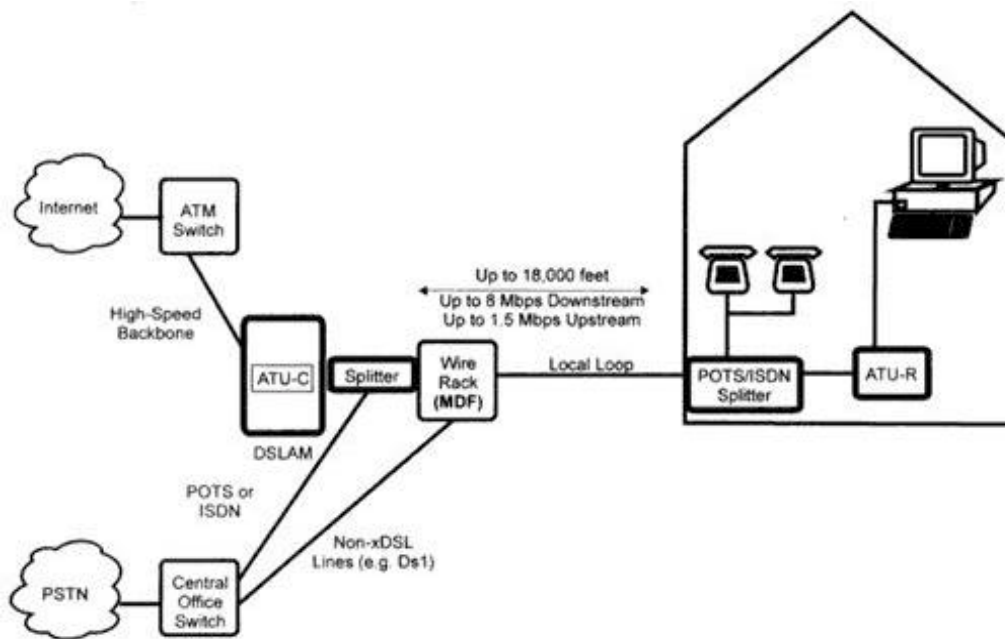 Internet
ATM
Switch
High-Speed
Backbone
Up to 18,000 feet
Up to 8 Mbps Downstream
Up to 1.5 Mbps Upstream
ATU-C
Splitter
Wire
Rack
(MDF)
Local Loop
POTS/ISDN
Splitter
ATU-R
DSLAM
POTS or
ISDN
Non-xDSL
Lines (e.g. Ds1)
PSTN
Central
Office
Switch